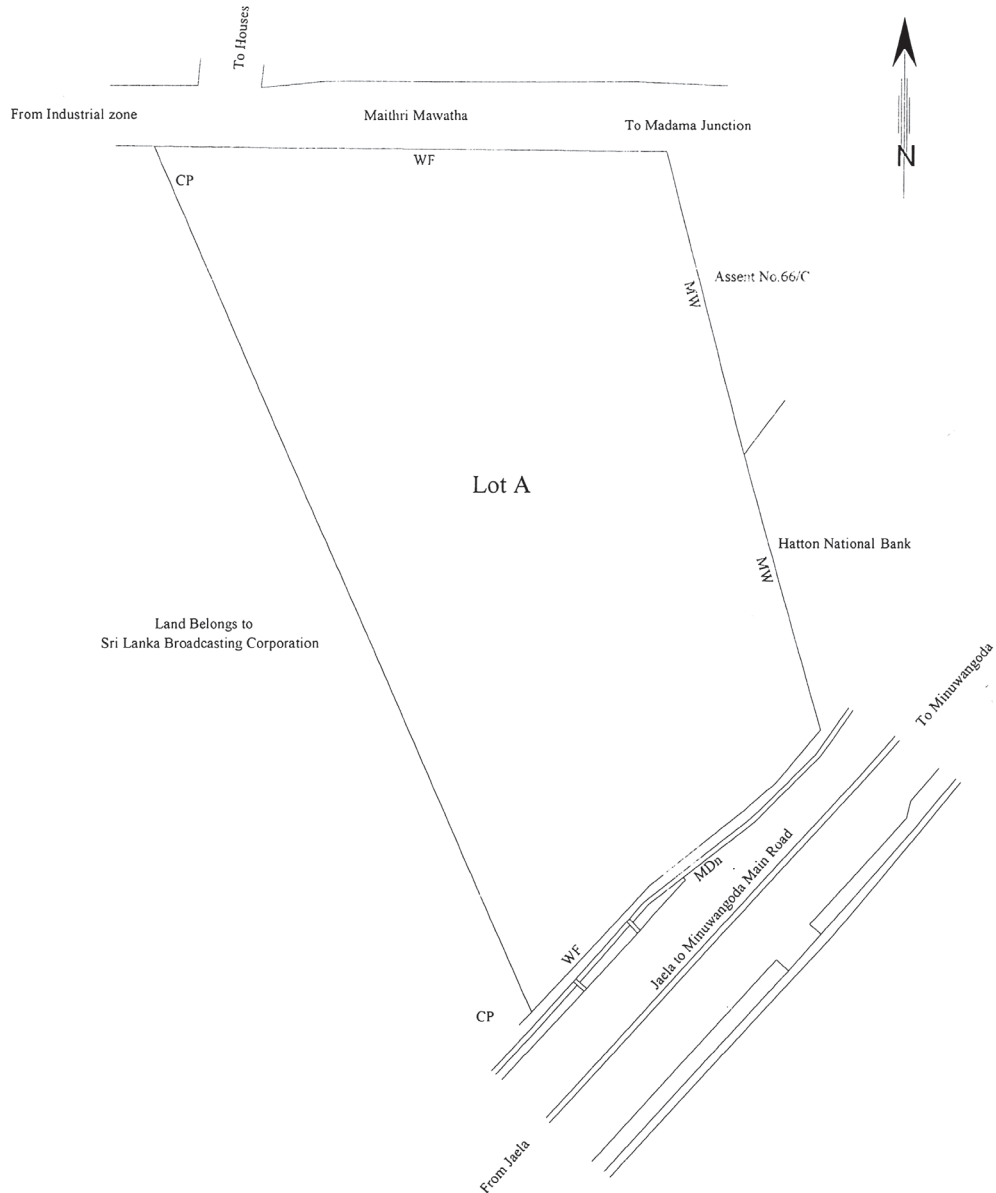 To Houses
From Industrial zone
Maithri Mawatha
To Madama Junction
WF
N
CP
Assent No.66/C
MW
Lot A
Hatton National Bank
MW
Land Belongs to
Sri Lanka Broadcasting Corporation
To Minuwangoda
MDn
Jaela to Minuwangoda Main Road
WF
CP
From Jaela